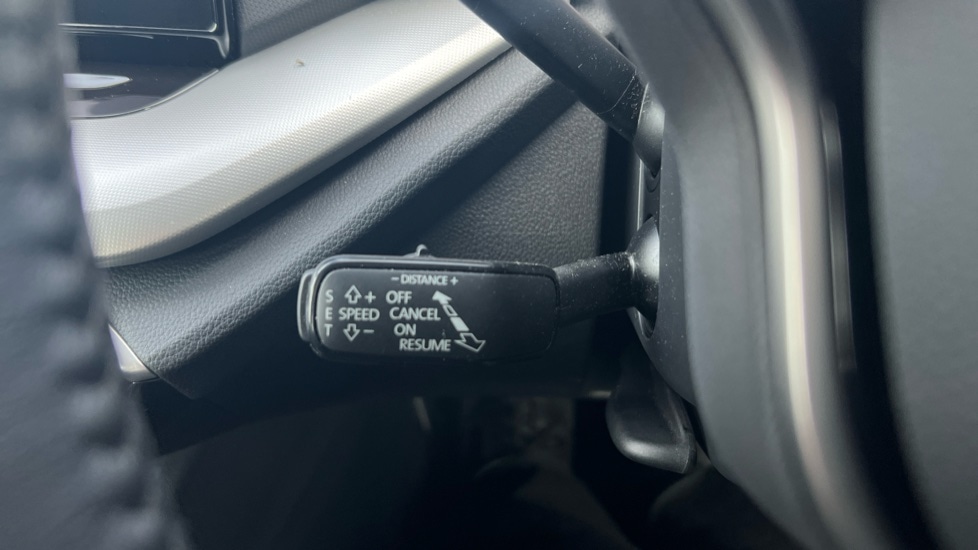 - DISTANCE +
S + OFF
E SPEED CANCEL
T - ON
RESUME